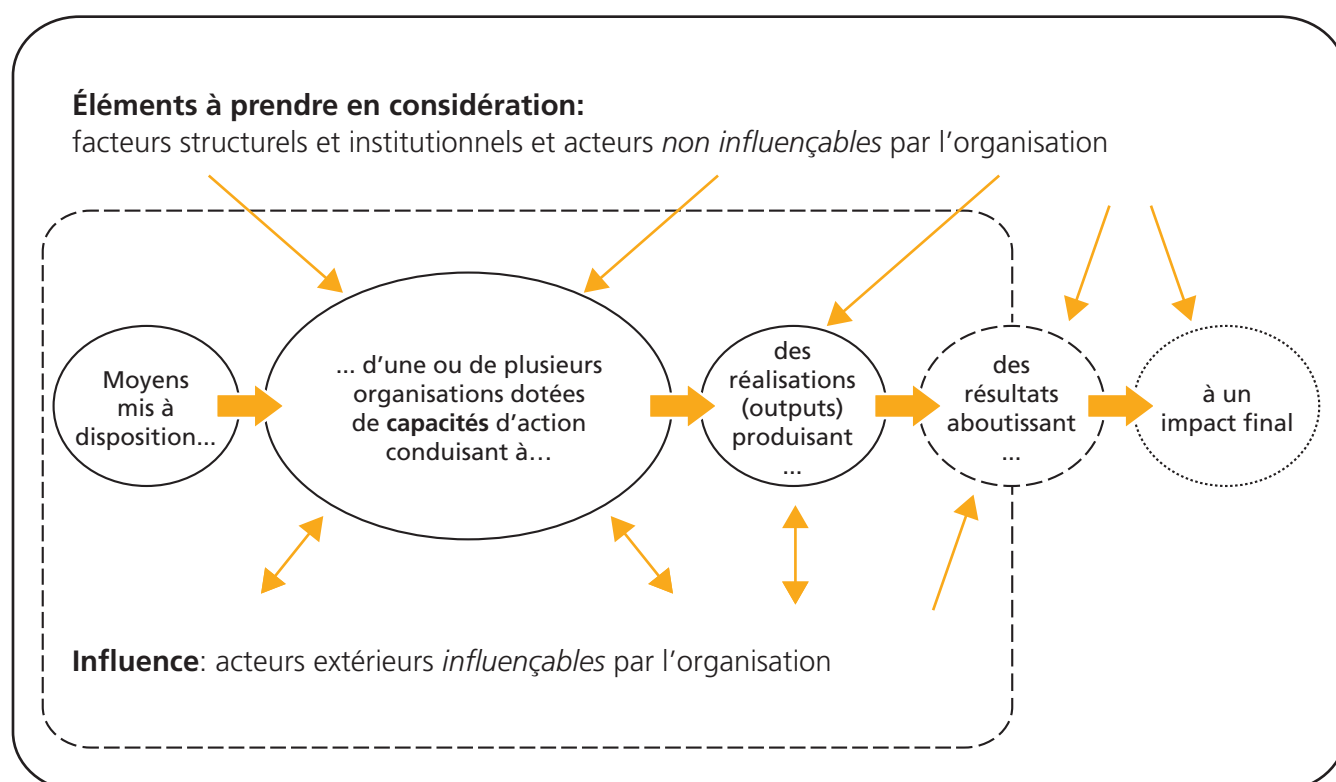 Éléments à prendre en considération:
facteurs structurels et institutionnels et acteurs non influençables par l'organisation
Moyens
mis à
disposition...
... d'une ou de plusieurs
organisations dotées
de capacités d'action
conduisant à…
des
réalisations
(outputs)
produisant
...
des
résultats
aboutissant
...
à un
impact final
Influence: acteurs extérieurs influençables par l'organisation